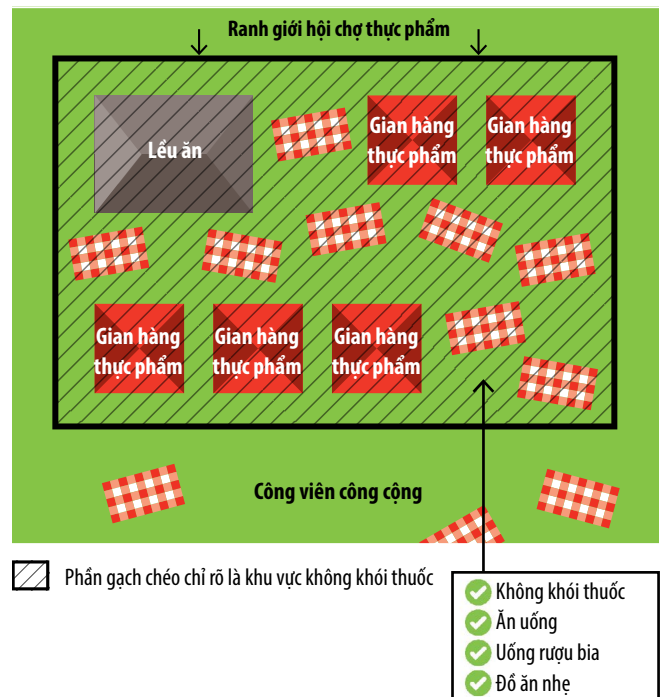 Ranh giới hội chợ thực phẩm
Lều ăn
Gian hàng
thực phẩm
Gian hàng
thực phẩm
Gian hàng
thực phẩm
Gian hàng
thực phẩm
Gian hàng
thực phẩm
Công viên công cộng
Phần gạch chéo chỉ rõ là khu vực không khói thuốc
Không khói thuốc
Ăn uống
Uống rượu bia
Đồ ăn nhẹ